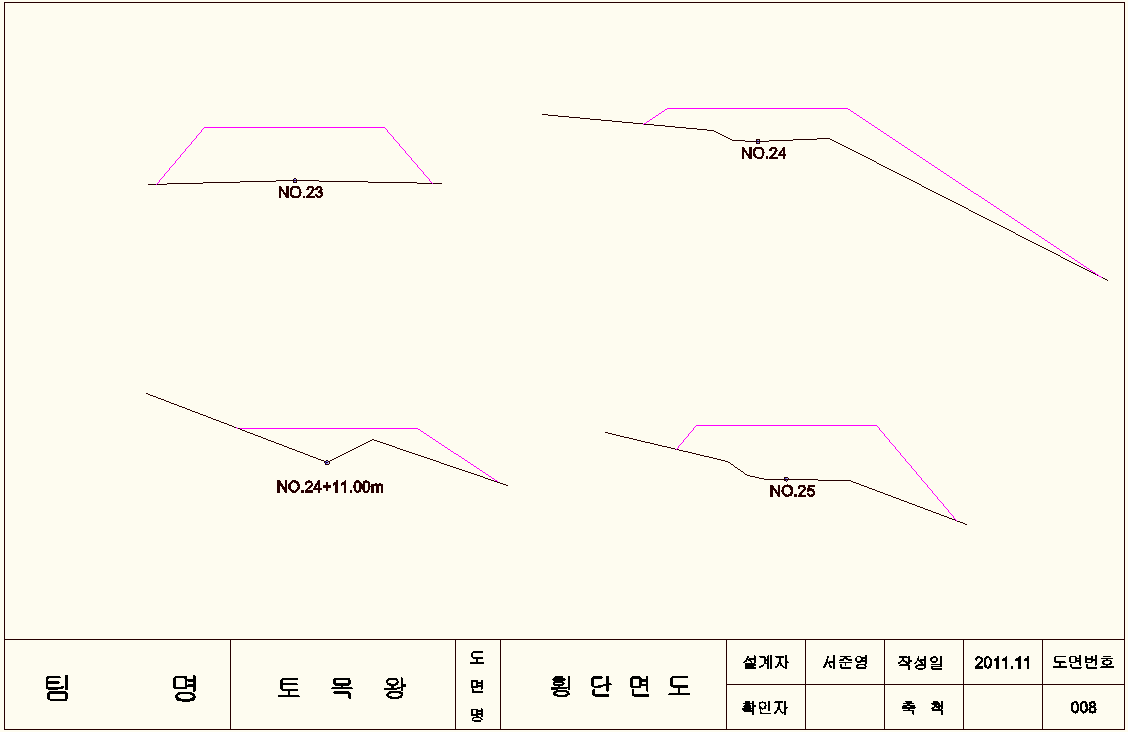 NO.23
NO.24
NO.24+11.00m
NO.25
팀 명
토 목 왕
도
면
명
횡 단 면 도
설계자 서준영 작성일 2011.11 도면번호
확인자 축 척 008